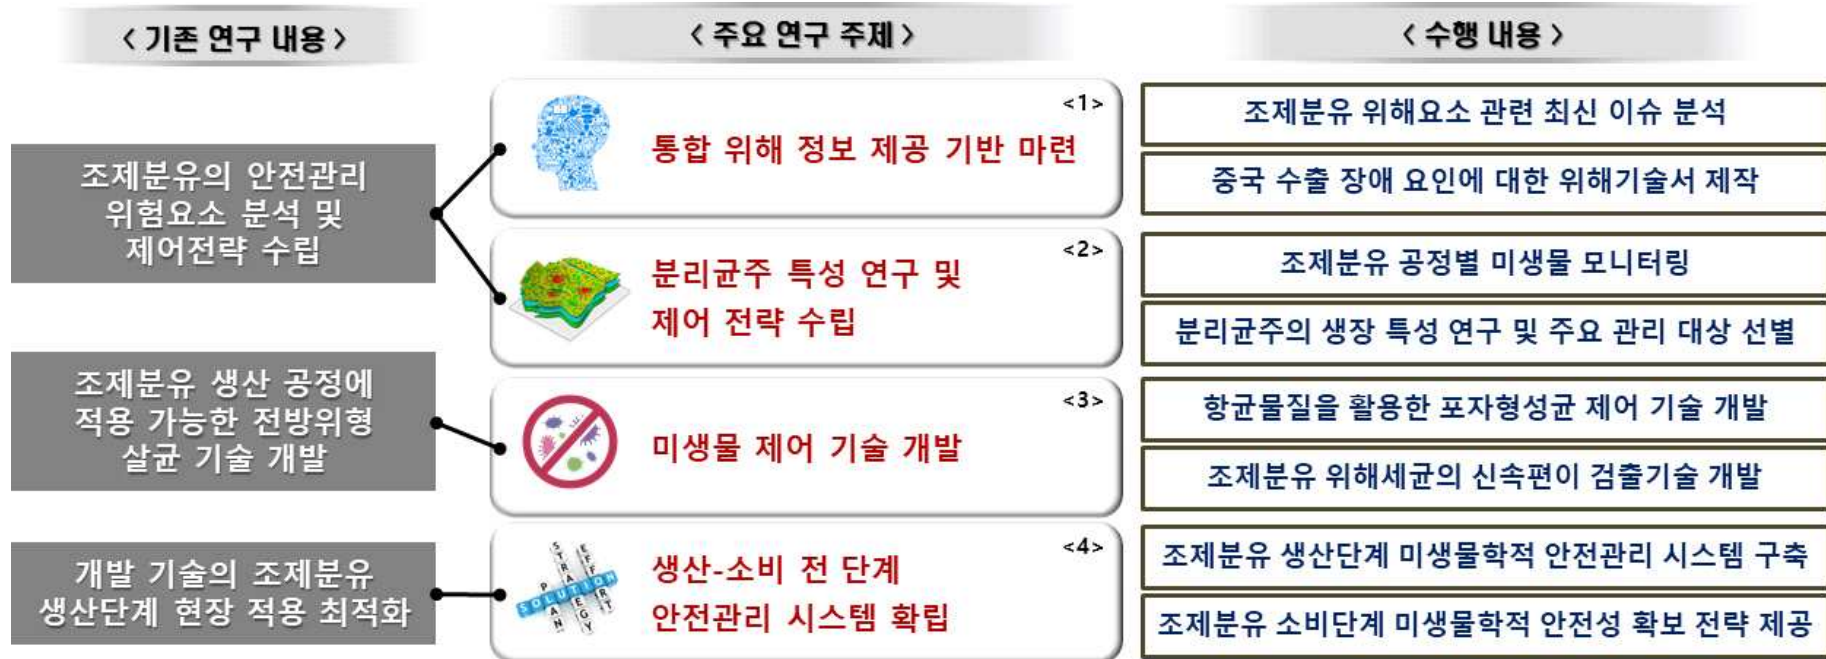 < 기존 연구 내용 >
< 주요 연구 주제 >
< 수행 내용 >
조제분유의 안전관리
위험요소 분석 및
제어전략 수립
조제분유 생산 공정에
적용 가능한 전방위형
살균 기술 개발
개발 기술의 조제분유
생산단계 현장 적용 최적화
<1>
통합 위해 정보 제공 기반 마련
<2>
분리균주 특성 연구 및
제어 전략 수립
<3>
미생물 제어 기술 개발
<4>
STRATEGY
EFFORT
PLAN
SOLUTION
생산-소비 전 단계
안전관리 시스템 확립
조제분유 위해요소 관련 최신 이슈 분석
중국 수출 장애 요인에 대한 위해기술서 제작
조제분유 공정별 미생물 모니터링
분리균주의 생장 특성 연구 및 주요 관리 대상 선별
항균물질을 활용한 포자형성균 제어 기술 개발
조제분유 위해세균의 신속편이 검출기술 개발
조제분유 생산단계 미생물학적 안전관리 시스템 구축
조제분유 소비단계 미생물학적 안전성 확보 전략 제공